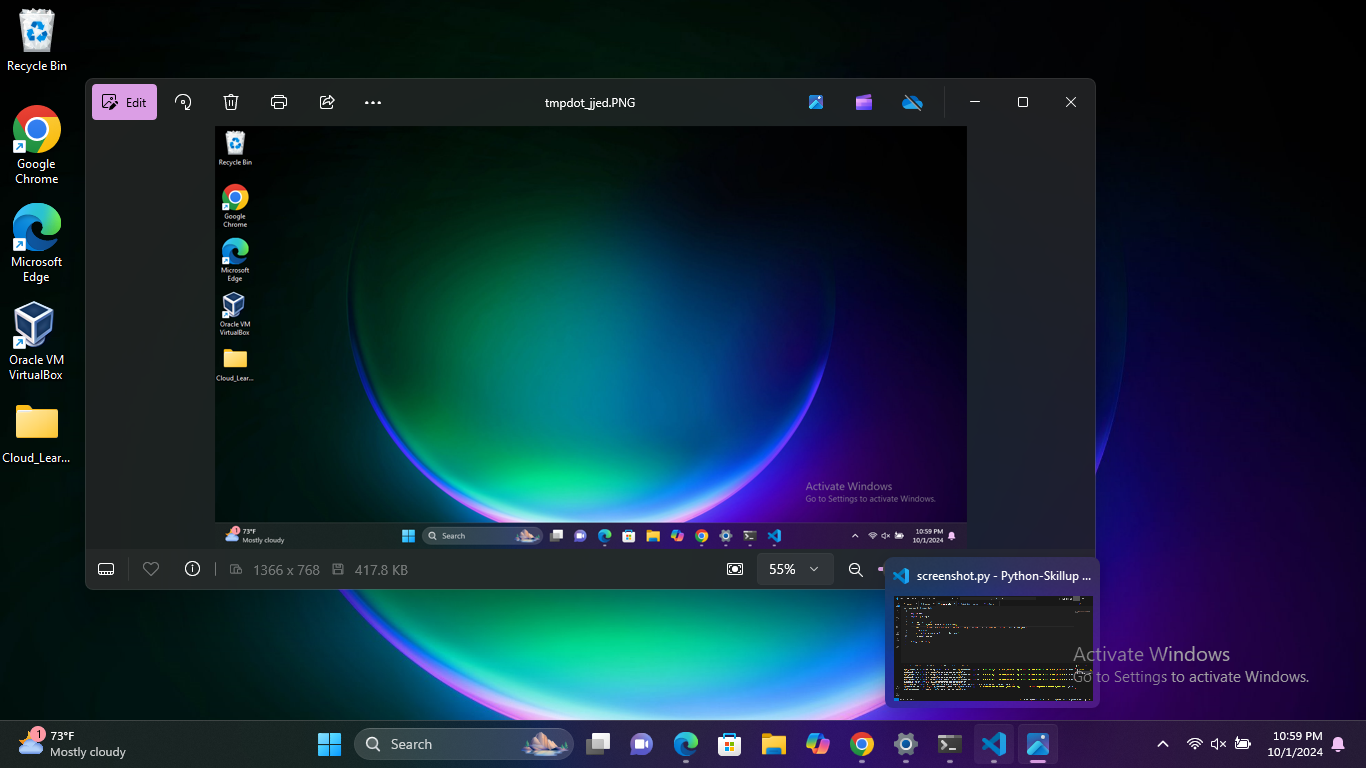 Recycle Bin
Google
Chrome
Microsoft
Edge
Oracle VM
VirtualBox
Cloud_Lear...
Edit
tmpdot_jjed.PNG
Recycle Bin
Google
Chrome
Microsoft
Edge
Oracle VM
VirtualBox
Cloud_Lear...
Activate Windows
Go to Settings to activate Windows.
1
73°F
Mostly cloudy
Search
10:59 PM
10/1/2024
1366 x 768
417.8 KB
55%
screenshot.py - Python-Skillup ...
Activate Windows
Go to Settings to activate Windows.
1
73°F
Mostly cloudy
Search
10:59 PM
10/1/2024